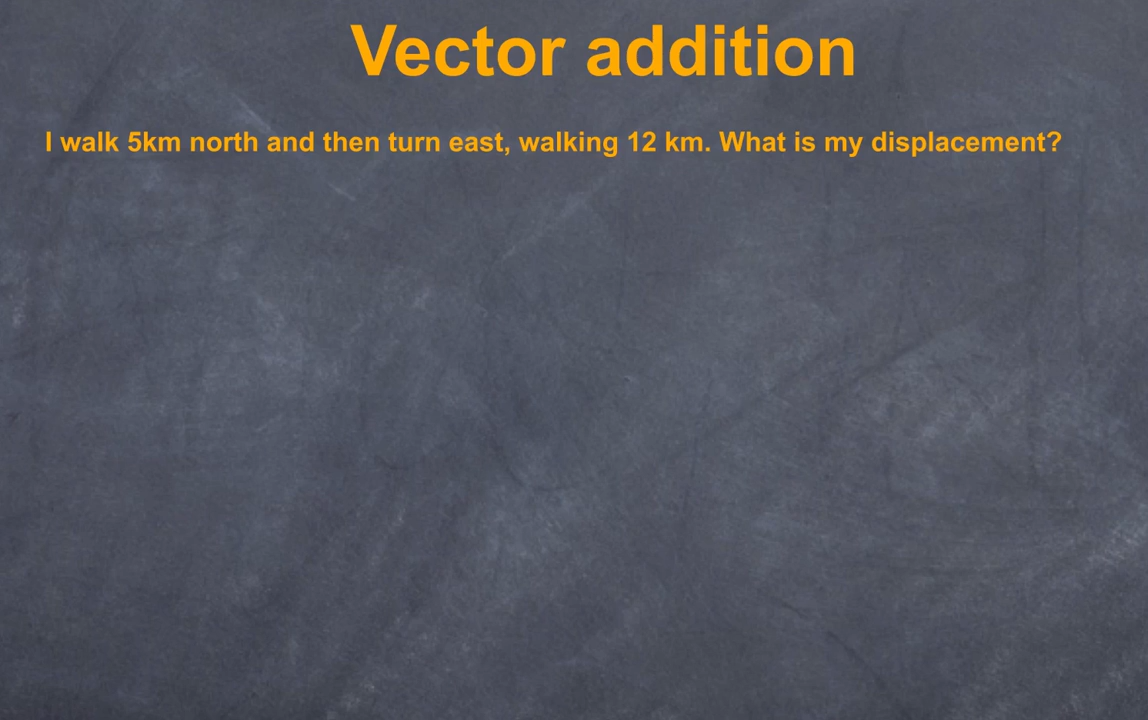 Vector addition
I walk 5km north and then turn east, walking 12 km. What is my displacement?